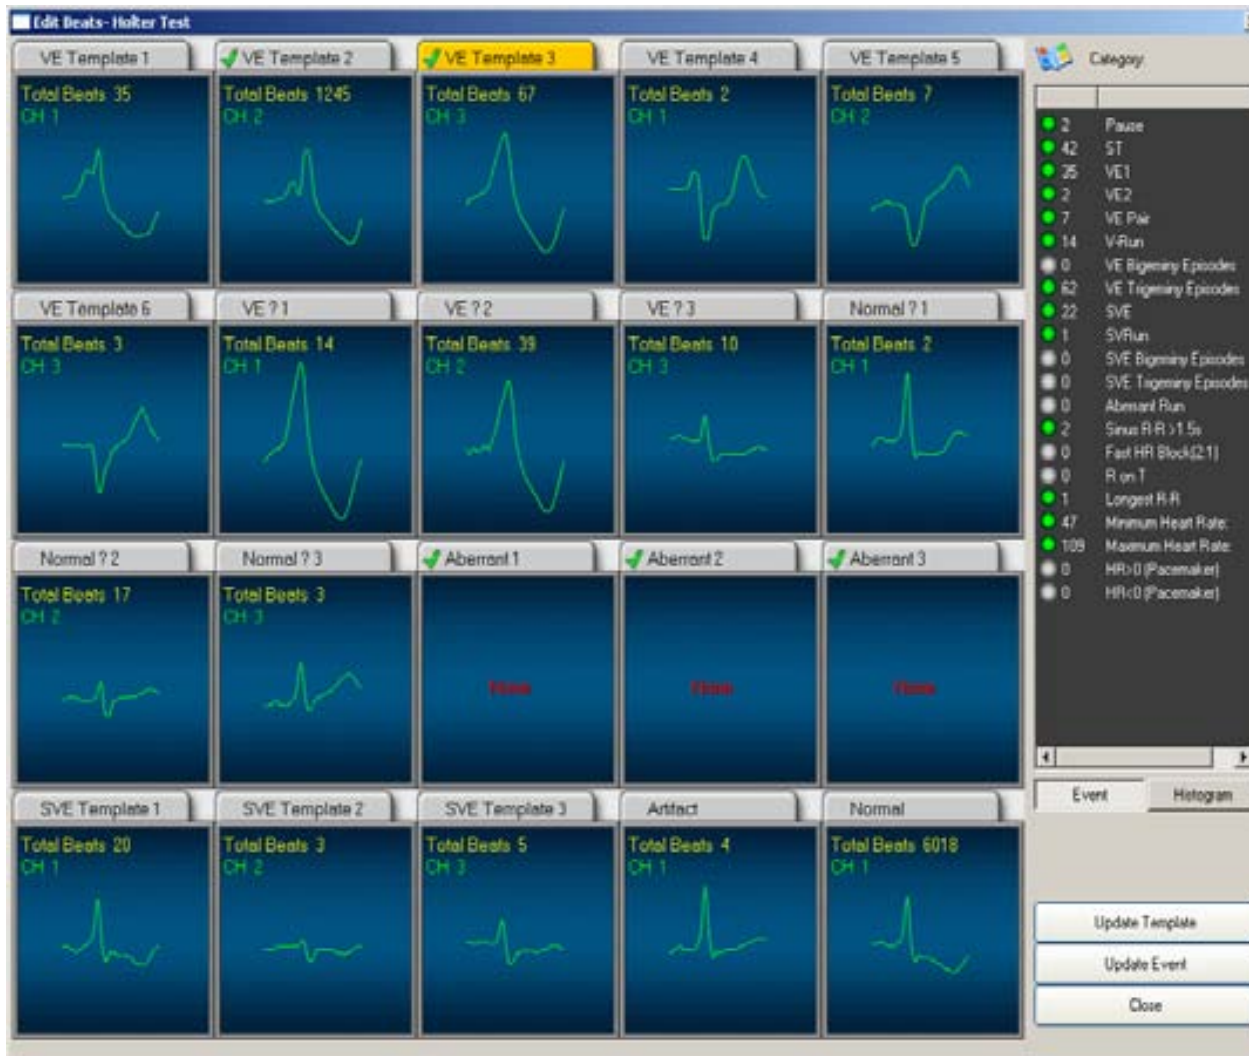 Edit Beats- Holter Test
VE Template 1
VE Template 2
VE Template 3
VE Template 4
VE Template 5
Total Beats 35
CH 1
Total Beats 1245
CH 2
Total Beats 67
CH 3
Total Beats 2
CH 1
Total Beats 7
CH 2
VE Template 6
VE ? 1
VE ? 2
VE ? 3
Normal ? 1
Total Beats 3
CH 3
Total Beats 14
CH 1
Total Beats 39
CH 2
Total Beats 10
CH 3
Total Beats 2
CH 1
Normal ? 2
Normal ? 3
Aberrant 1
Aberrant 2
Aberrant 3
Total Beats 17
CH 2
Total Beats 3
CH 3
SVE Template 1
SVE Template 2
SVE Template 3
Artifact
Normal
Total Beats 20
CH 1
Total Beats 3
CH 2
Total Beats 5
CH 3
Total Beats 4
CH 1
Total Beats 6018
CH 1
Category:
2 Pause
42 ST
35 VE1
2 VE2
7 VE Pair
14 V-Run
0 VE Bigeminy Episodes
62 VE Trigeminy Episodes
22 SVE
1 SVRun
0 SVE Bigeminy Episodes
0 SVE Trigeminy Episodes
0 Aberrant Run
2 Sinus R-R >1.5s
0 Fast HR Block(2:1)
0 R on T
1 Longest R-R
47 Minimum Heart Rate:
109 Maximum Heart Rate:
0 HR>0 (Pacemaker)
0 HR<0 (Pacemaker)
Event
Histogram
Update Template
Update Event
Close